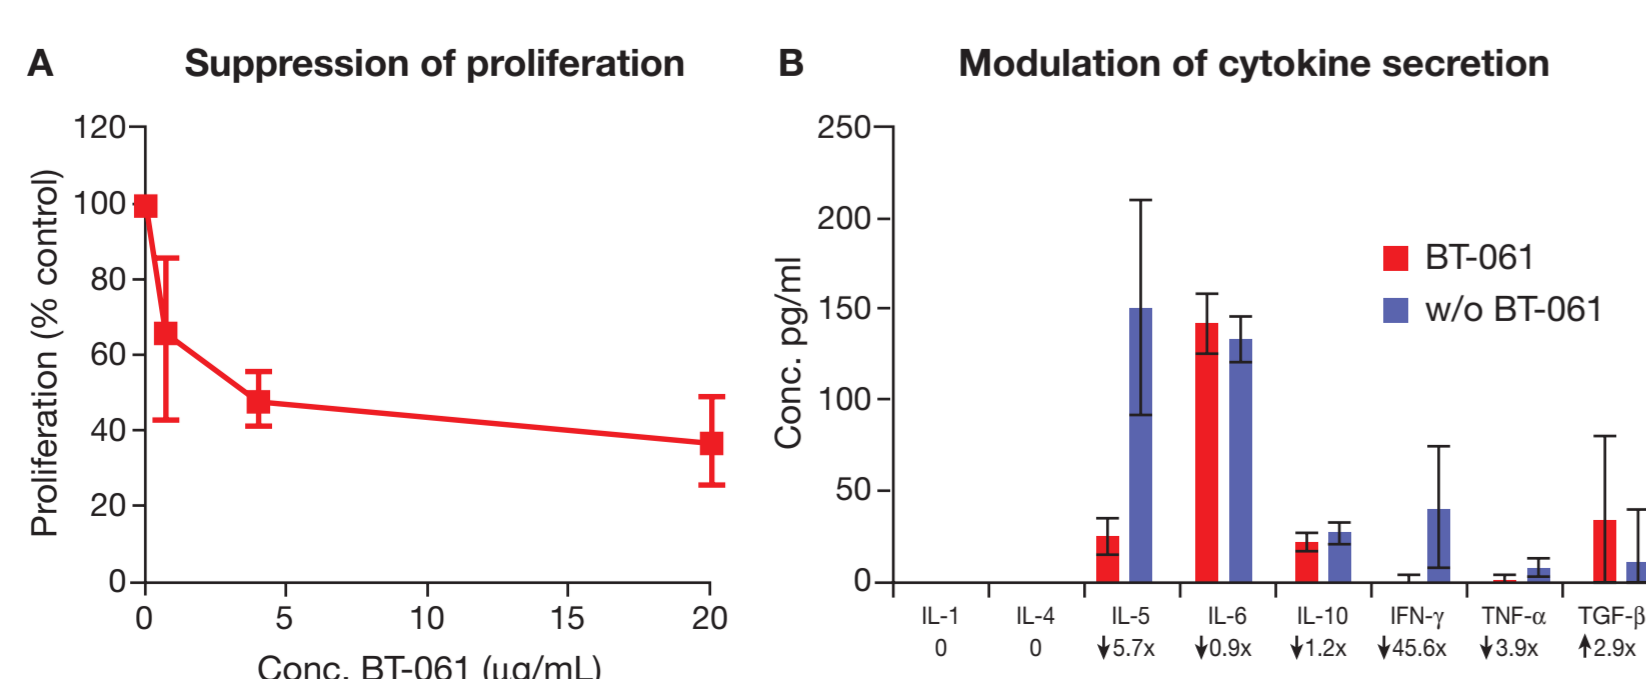 A Suppression of proliferation
Proliferation (% control)
120
100
80
60
40
20
0
0 5 10 15 20
Conc. BT-061 (µg/mL)
B Modulation of cytokine secretion
Conc. pg/ml
250
200
150
100
50
0
BT-061
w/o BT-061
IL-1 IL-4 IL-5 IL-6 IL-10 IFN-γ TNF-α TGF-β
0 0 ↓5.7x ↓0.9x ↓1.2x ↓45.6x ↓3.9x ↑2.9x